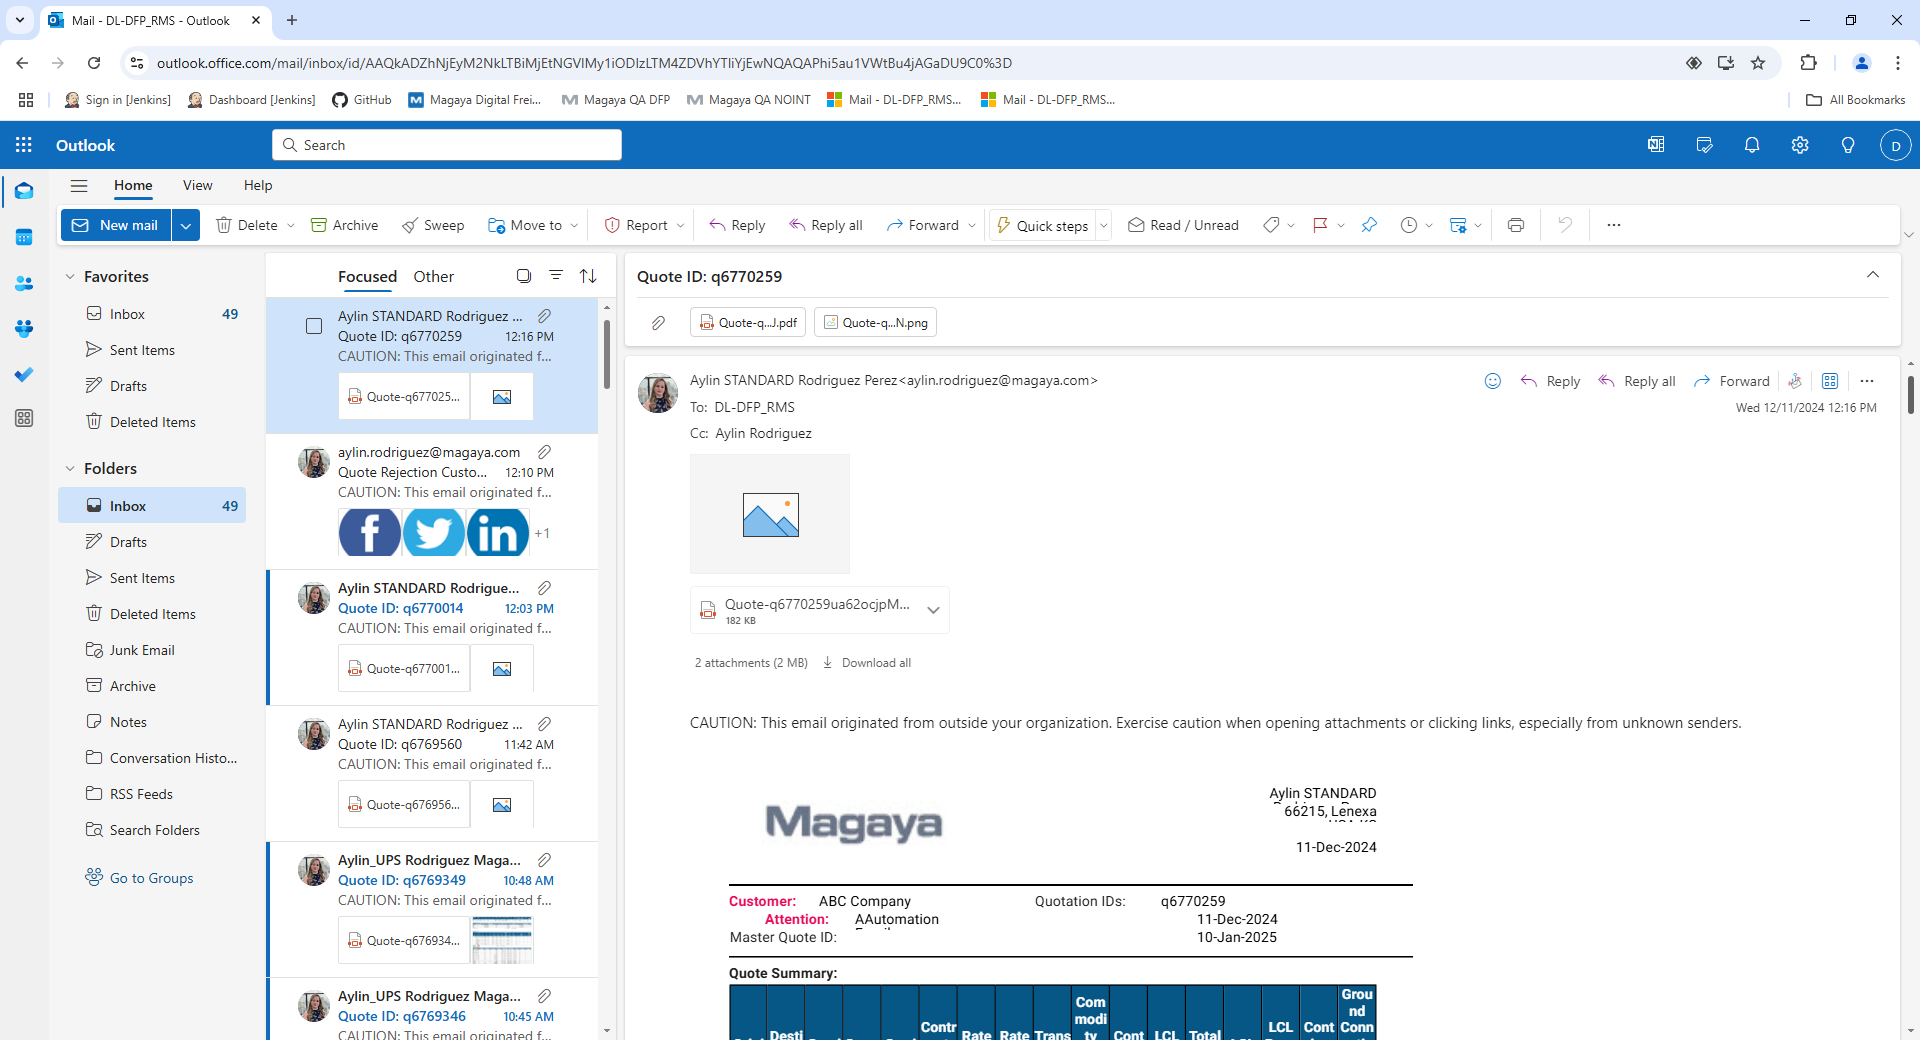 Mail - DL-DFP_RMS - Outlook
outlook.office.com/mail/inbox/id/AAQkADZhNjEyM2NkLTBiMjEtNGVlMy1iODIzLTM4ZDVhYTliYjEwNQAQAPhi5au1VWtBu4jAGaDU9C0%3D
Sign in [Jenkins]
Dashboard [Jenkins]
GitHub
Magaya Digital Frei...
Magaya QA DFP
Magaya QA NOINT
Mail - DL-DFP_RMS...
Mail - DL-DFP_RMS...
All Bookmarks
Outlook
Search
D
Home
View
Help
New mail
Delete
Archive
Sweep
Move to
Report
Reply
Reply all
Forward
Quick steps
Read / Unread
Favorites
Inbox 49
Sent Items
Drafts
Deleted Items
Folders
Inbox 49
Drafts
Sent Items
Deleted Items
Junk Email
Archive
Notes
Conversation Histo...
RSS Feeds
Search Folders
Go to Groups
Focused
Other
Aylin STANDARD Rodriguez ...
Quote ID: q6770259 12:16 PM
CAUTION: This email originated f...
Quote-q677025...
aylin.rodriguez@magaya.com
Quote Rejection Custo... 12:10 PM
CAUTION: This email originated f...
+1
Aylin STANDARD Rodrigue...
Quote ID: q6770014 12:03 PM
CAUTION: This email originated f...
Quote-q677001...
Aylin STANDARD Rodriguez ...
Quote ID: q6769560 11:42 AM
CAUTION: This email originated f...
Quote-q676956...
Aylin_UPS Rodriguez Maga...
Quote ID: q6769349 10:48 AM
CAUTION: This email originated f...
Quote-q676934...
Aylin_UPS Rodriguez Maga...
Quote ID: q6769346 10:45 AM
CAUTION: This email originated f...
Quote ID: q6770259
Quote-q...J.pdf
Quote-q...N.png
Aylin STANDARD Rodriguez Perez<aylin.rodriguez@magaya.com>
Reply
Reply all
Forward
To: DL-DFP_RMS
Wed 12/11/2024 12:16 PM
Cc: Aylin Rodriguez
Quote-q6770259ua62ocjpM...
182 KB
2 attachments (2 MB)
Download all
CAUTION: This email originated from outside your organization. Exercise caution when opening attachments or clicking links, especially from unknown senders.
Magaya
Aylin STANDARD
66215, Lenexa
11-Dec-2024
Customer: ABC Company
Quotation IDs: q6770259
Attention: AAutomation
11-Dec-2024
Master Quote ID:
10-Jan-2025
Quote Summary:
Desti
Contr
Rate
Rate
Trans
Com
modi
ty
Cont
LCL
Total
LCL
Cont
Grou
nd
Conn